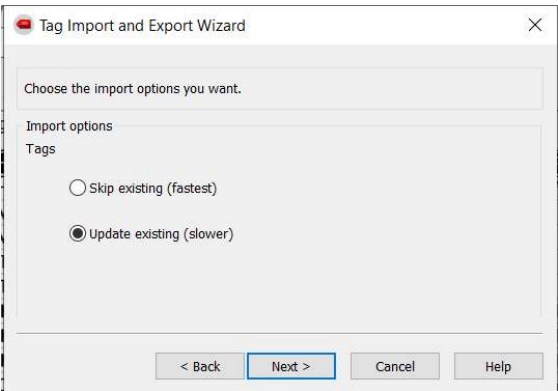 Tag Import and Export Wizard
Choose the import options you want.
Import options
Tags
Skip existing (fastest)
Update existing (slower)
< Back Next > Cancel Help